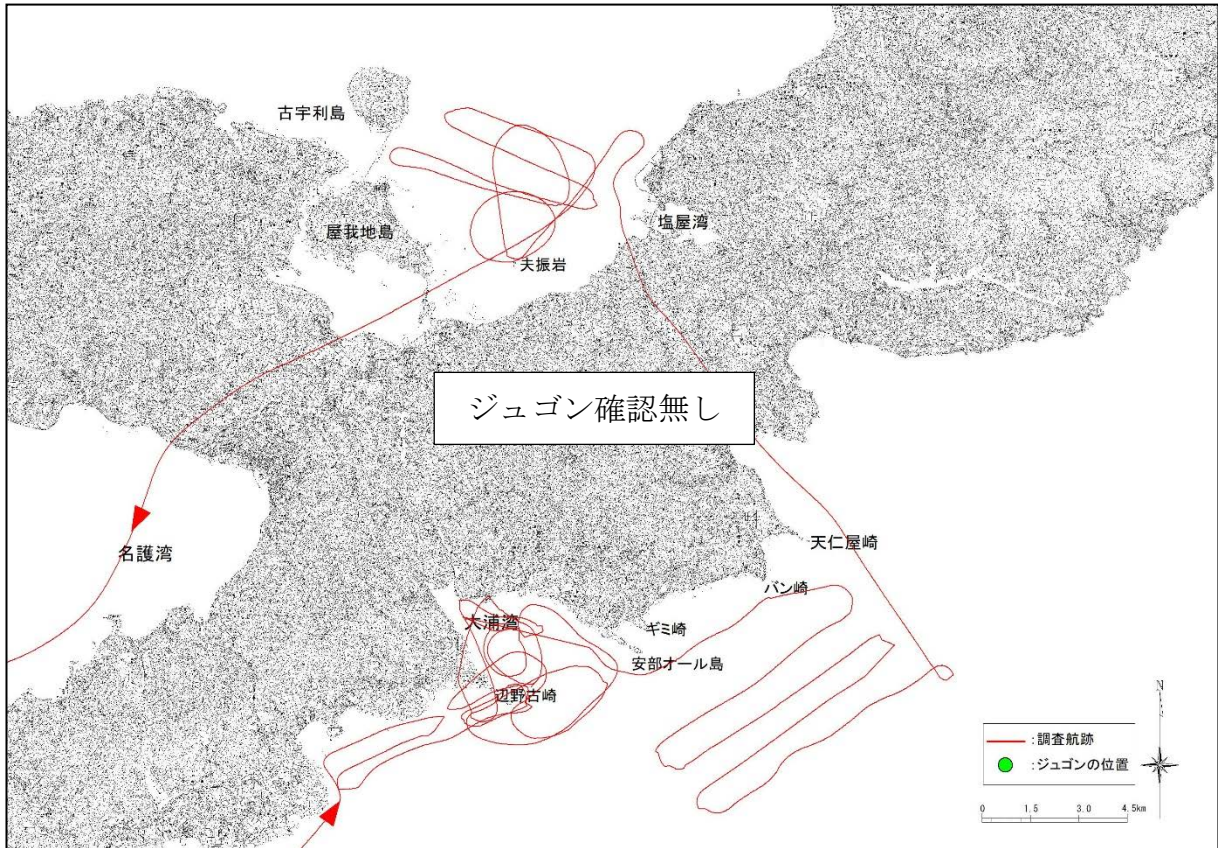 古宇利島
屋我地島
塩屋湾
夫振岩
ジュゴン確認無し
名護湾
天仁屋崎
バン崎
大浦湾
ギミ崎
安部オール島
辺野古崎
N
:調査航跡
:ジュゴンの位置
0 1.5 3.0 4.5km